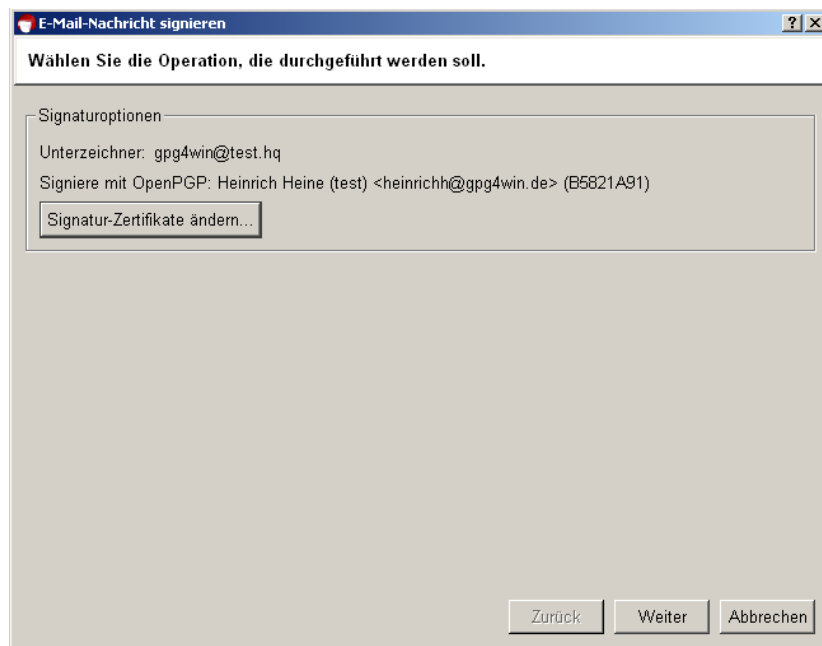 E-Mail-Nachricht signieren
Wählen Sie die Operation, die durchgeführt werden soll.
Signaturoptionen
Unterzeichner: gpg4win@test.hq
Signiere mit OpenPGP: Heinrich Heine (test) <heinrichh@gpg4win.de> (B5821A91)
Signatur-Zertifikate ändern...
Zurück Weiter Abbrechen